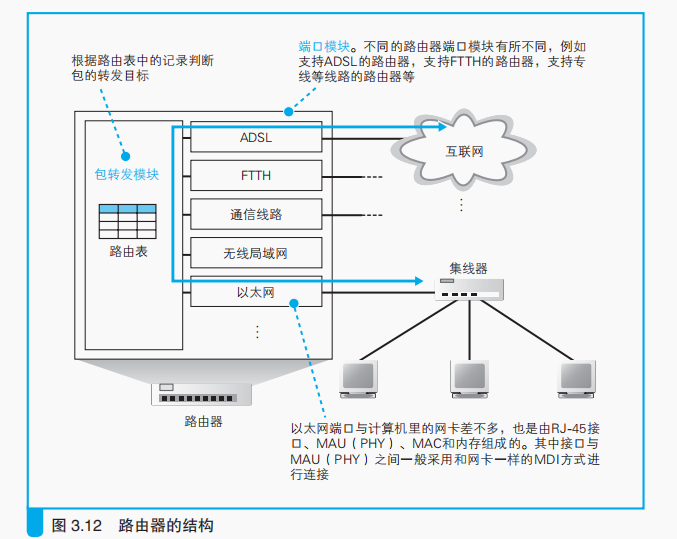 端口模块。不同的路由器端口模块有所不同，例如
支持ADSL的路由器，支持FTTH的路由器，支持专
线等线路的路由器等
根据路由表中的记录判断
包的转发目标
包转发模块
路由表
ADSL
FTTH
通信线路
无线局域网
以太网
互联网
集线器
路由器
以太网端口与计算机里的网卡差不多，也是由RJ-45接
口、MAU（PHY）、MAC和内存组成的。其中接口与
MAU（PHY）之间一般采用和网卡一样的MDI方式进
行连接
图 3.12 路由器的结构